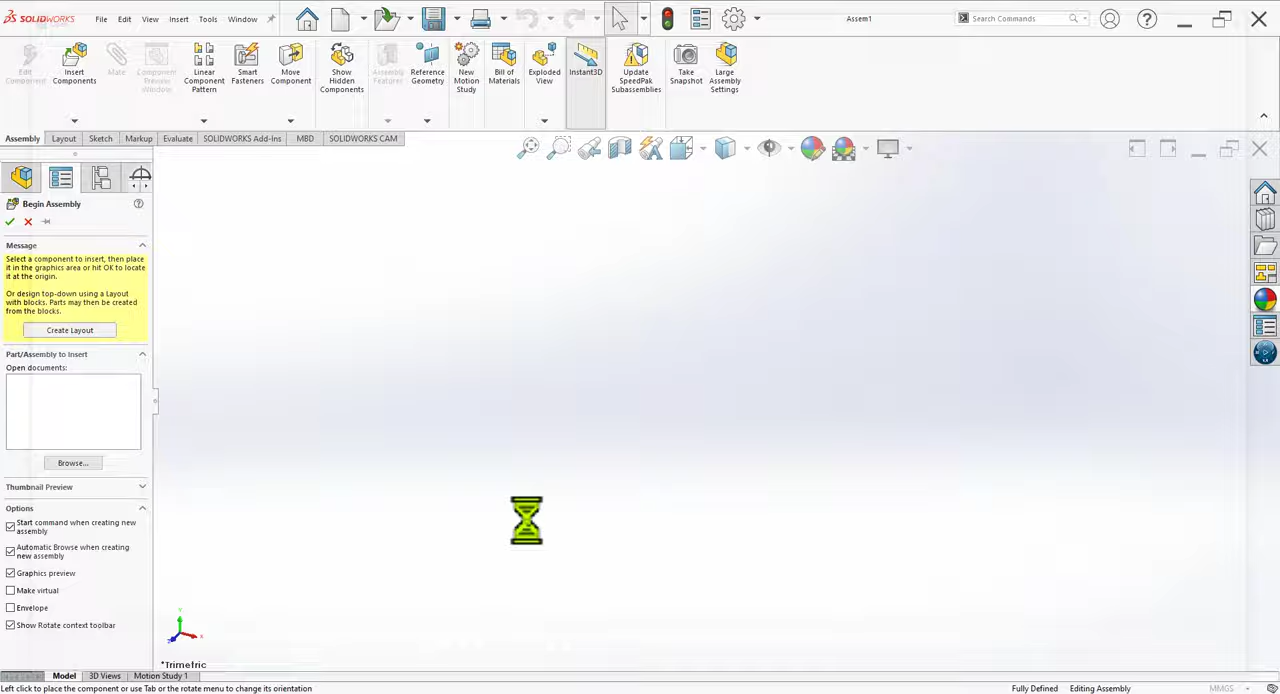 SOLIDWORKS File Edit View Insert Tools Window Assem1 Search Commands
Edit Component
Insert Components
Mate
Component Preview Window
Linear Component Pattern
Smart Fasteners
Move Component
Show Hidden Components
Assembly Features
Reference Geometry
New Motion Study
Bill of Materials
Exploded View
Instant3D
Update SpeedPak Subassemblies
Take Snapshot
Large Assembly Settings
Assembly Layout Sketch Markup Evaluate SOLIDWORKS Add-Ins MBD SOLIDWORKS CAM
Begin Assembly
Message
Select a component to insert, then place
it in the graphics area or hit OK to locate
it at the origin.
Or design top-down using a Layout
with blocks. Parts may then be created
from the blocks.
Create Layout
Part/Assembly to Insert
Open documents:
Browse...
Thumbnail Preview
Options
Start command when creating new
assembly
Automatic Browse when creating
new assembly
Graphics preview
Make virtual
Envelope
Show Rotate context toolbar
*Trimetric
Model 3D Views Motion Study 1
Left click to place the component or use Tab or the rotate menu to change its orientation Fully Defined Editing Assembly MMGS